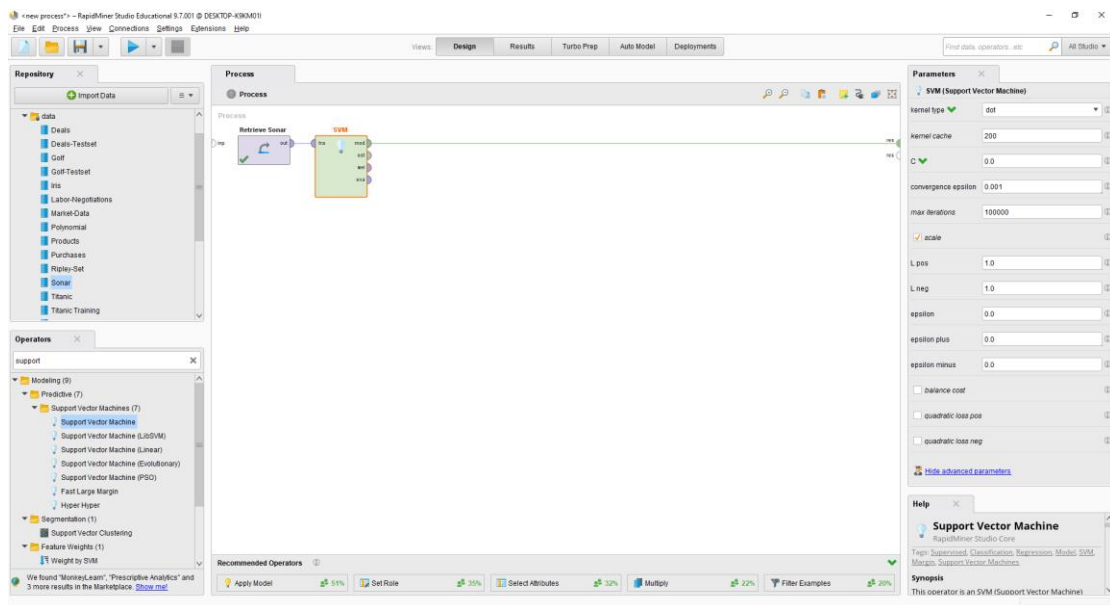 <new process*> – RapidMiner Studio Educational 9.7.001 @ DESKTOP-K9KM01I
File Edit Process View Connections Settings Extensions Help
Views: Design Results Turbo Prep Auto Model Deployments
Find data, operators...etc All Studio
Repository
Import Data
data
Deals
Deals-Testset
Golf
Golf-Testset
Iris
Labor-Negotiations
Market-Data
Polynomial
Products
Purchases
Ripley-Set
Sonar
Titanic
Titanic Training
Operators
support
Modeling (9)
Predictive (7)
Support Vector Machines (7)
Support Vector Machine
Support Vector Machine (LibSVM)
Support Vector Machine (Linear)
Support Vector Machine (Evolutionary)
Support Vector Machine (PSO)
Fast Large Margin
Hyper Hyper
Segmentation (1)
Support Vector Clustering
Feature Weights (1)
Weight by SVM
We found "MonkeyLearn", "Prescriptive Analytics" and
3 more results in the Marketplace. Show me!
Process
Process
Process
Retrieve Sonar SVM
inp out tra mod res
est res
wei
exa
Recommended Operators
Apply Model 51% Set Role 35% Select Attributes 32% Multiply 22% Filter Examples 20%
Parameters
SVM (Support Vector Machine)
kernel type dot
kernel cache 200
C 0.0
convergence epsilon 0.001
max iterations 100000
scale
L pos 1.0
L neg 1.0
epsilon 0.0
epsilon plus 0.0
epsilon minus 0.0
balance cost
quadratic loss pos
quadratic loss neg
Hide advanced parameters
Help
Support Vector Machine
RapidMiner Studio Core
Tags: Supervised, Classification, Regression, Model, SVM,
Margin, Support Vector Machines
Synopsis
This operator is an SVM (Support Vector Machine)